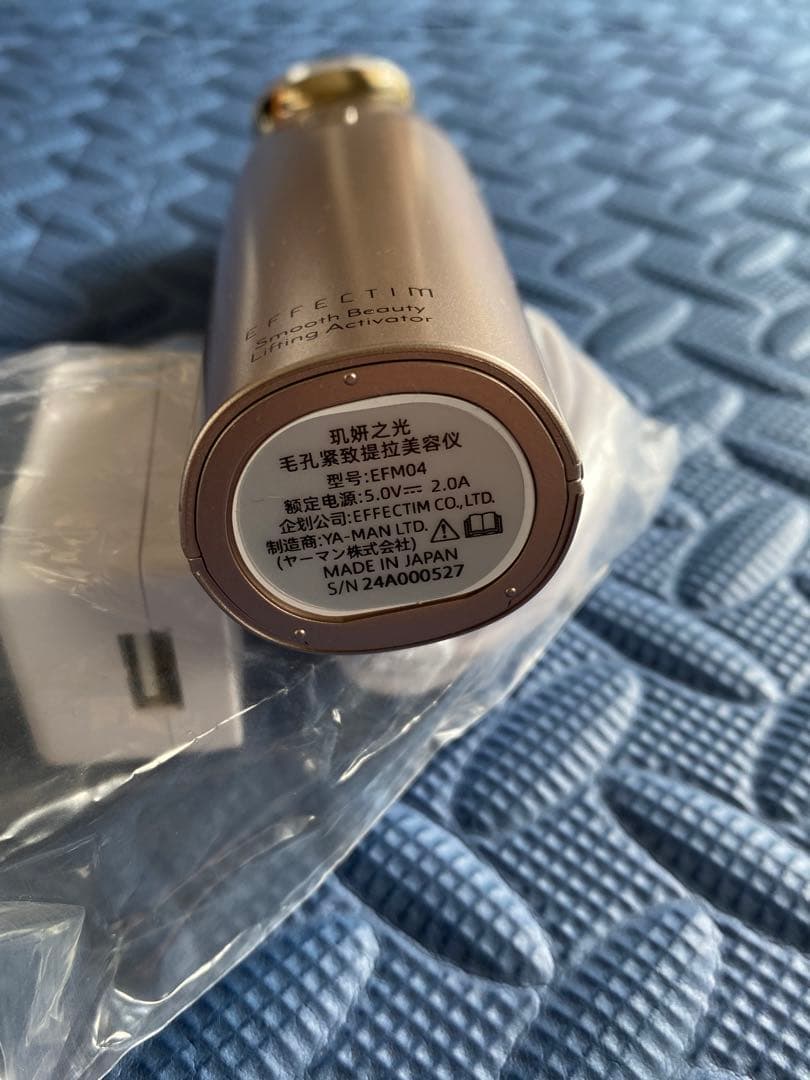 EFFECTIM
Smooth Beauty
Lifting Activator
玑妍之光
毛孔紧致提拉美容仪
型号:EFM04
额定电源:5.0V⎓ 2.0A
企划公司:EFFECTIM CO.,LTD.
制造商:YA-MAN LTD.
(ヤーマン株式会社)
MADE IN JAPAN
S/N 24A000527